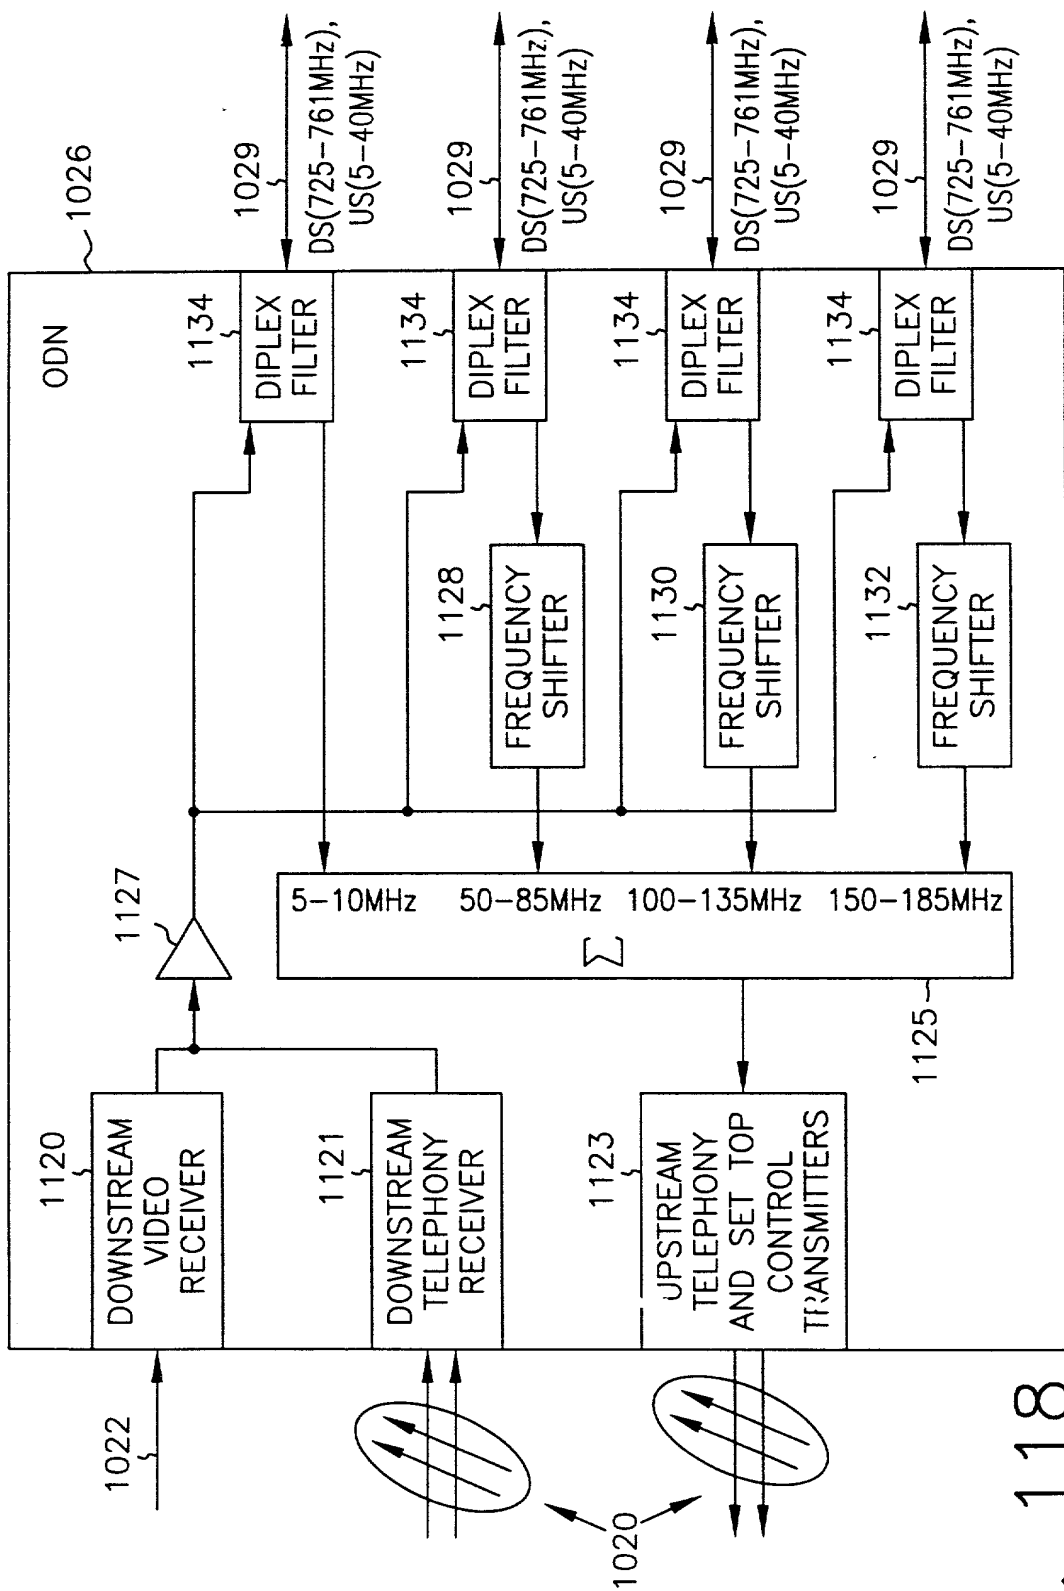 1026
ODN
1022
1120
DOWNSTREAM
VIDEO
RECEIVER
1127
1134
DIPLEX
FILTER
1029
DS(725-761MHz),
US(5-40MHz)
1121
DOWNSTREAM
TELEPHONY
RECEIVER
1020
1128
FREQUENCY
SHIFTER
1134
DIPLEX
FILTER
1029
DS(725-761MHz),
US(5-40MHz)
5-10MHz
50-85MHz
100-135MHz
150-185MHz
Σ
1125
1130
FREQUENCY
SHIFTER
1134
DIPLEX
FILTER
1029
DS(725-761MHz),
US(5-40MHz)
1123
UPSTREAM
TELEPHONY
AND SET TOP
CONTROL
TRANSMITTERS
1132
FREQUENCY
SHIFTER
1134
DIPLEX
FILTER
1029
DS(725-761MHz),
US(5-40MHz)
118